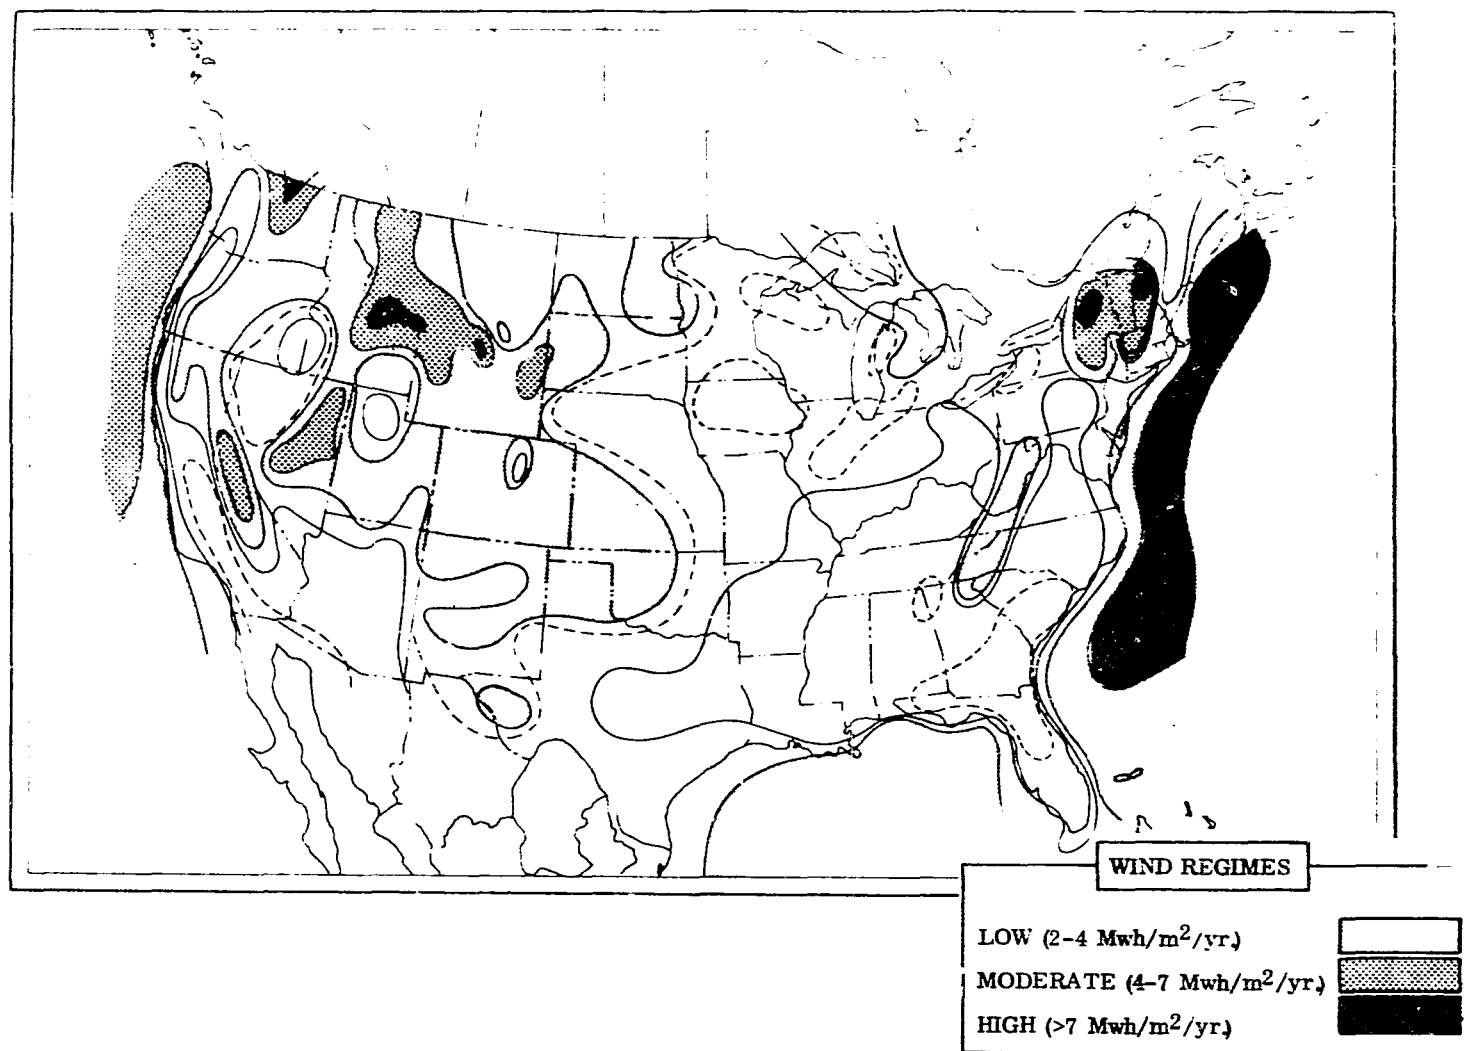 WIND REGIMES
LOW (2-4 Mwh/m²/yr.)
MODERATE (4-7 Mwh/m²/yr.)
HIGH (>7 Mwh/m²/yr.)